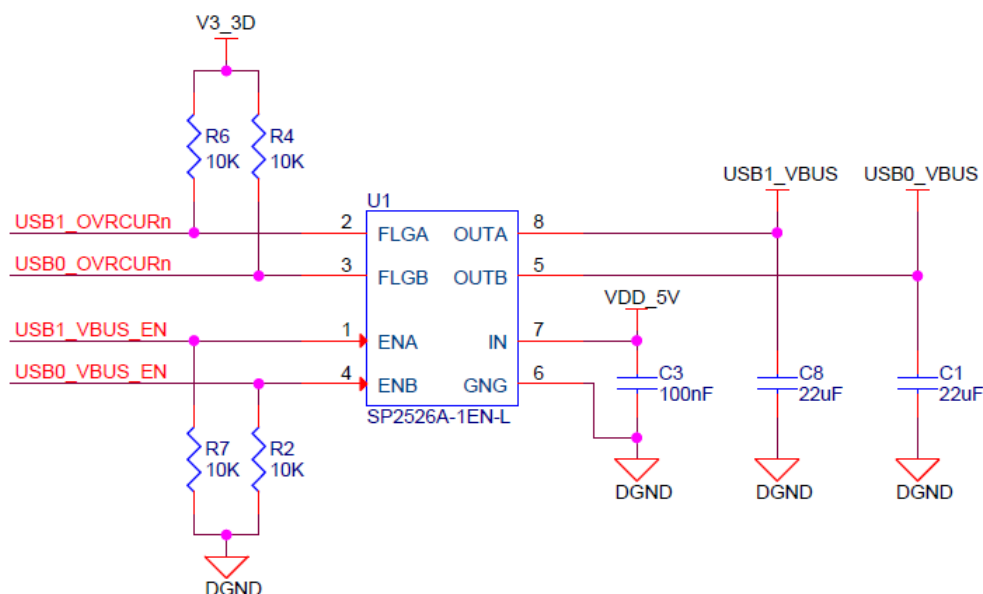 V3_3D
R6
10K
R4
10K
USB1_VBUS
USB0_VBUS
U1
USB1_OVRCURn
2
FLGA
OUTA
8
USB0_OVRCURn
3
FLGB
OUTB
5
VDD_5V
USB1_VBUS_EN
1
ENA
IN
7
USB0_VBUS_EN
4
ENB
GNG
6
C3
100nF
C8
22uF
C1
22uF
SP2526A-1EN-L
R7
10K
R2
10K
DGND
DGND
DGND
DGND